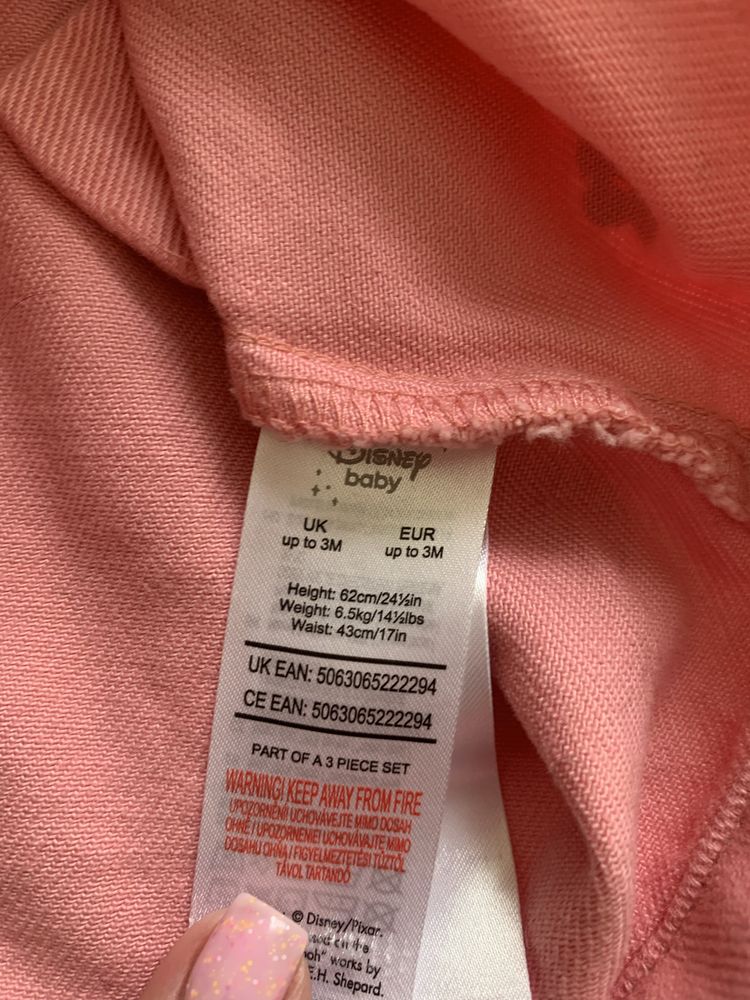 Disney
baby
UK
up to 3M
EUR
up to 3M
Height: 62cm/24½in
Weight: 6.5kg/14½lbs
Waist: 43cm/17in
UK EAN: 5063065222294
CE EAN: 5063065222294
PART OF A 3 PIECE SET
WARNING! KEEP AWAY FROM FIRE
UPOZORNĚNÍ! UCHOVÁVEJTE MIMO DOSAH
OHNĚ / UPOZORNENIE! UCHOVÁVAJTE MIMO
DOSAHU OHŇA / FIGYELMEZTETÉS! TŰZTŐL
TÁVOL TARTANDÓ
© Disney/Pixar.
on the
works by
E.H. Shepard.